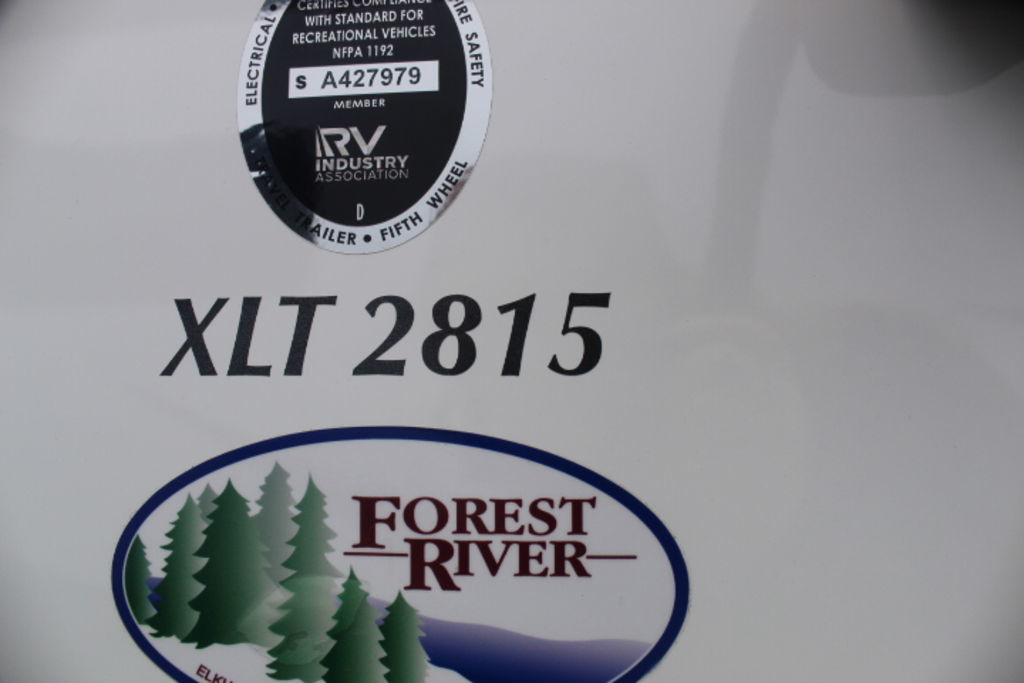 CERTIFIES COMPLIANCE
WITH STANDARD FOR
RECREATIONAL VEHICLES
NFPA 1192
S A427979
MEMBER
RV
INDUSTRY
ASSOCIATION
D
ELECTRICAL •
FIRE SAFETY
TRAVEL TRAILER • FIFTH WHEEL
XLT 2815
FOREST
RIVER